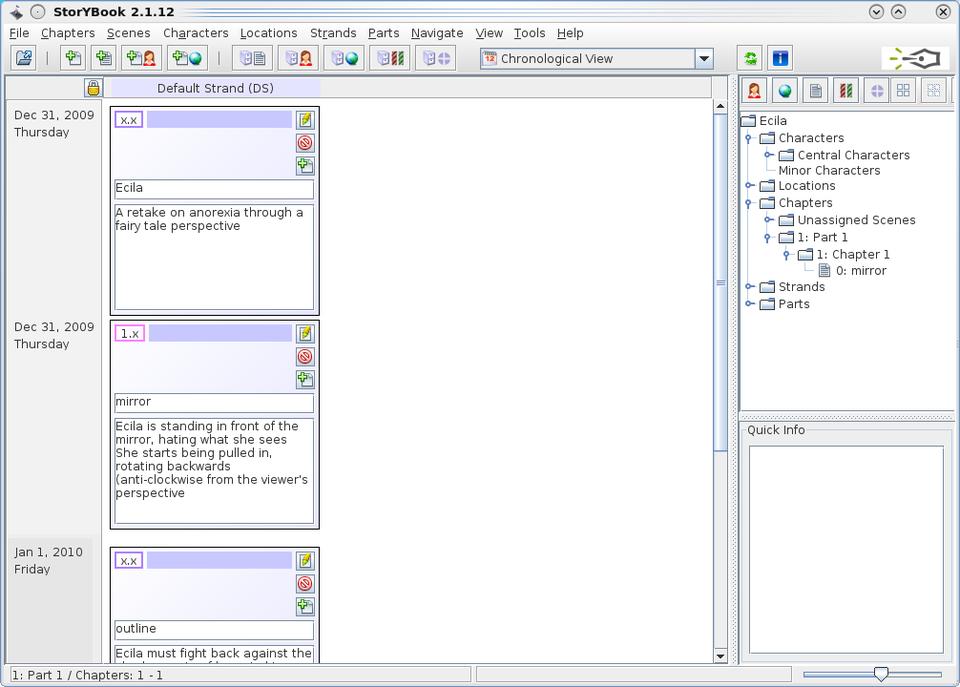 StorYBook 2.1.12
File Chapters Scenes Characters Locations Strands Parts Navigate View Tools Help
12 Chronological View
Default Strand (DS)
Dec 31, 2009
Thursday
x.x
Ecila
A retake on anorexia through a
fairy tale perspective
Dec 31, 2009
Thursday
1.x
mirror
Ecila is standing in front of the
mirror, hating what she sees
She starts being pulled in,
rotating backwards
(anti-clockwise from the viewer's
perspective
Jan 1, 2010
Friday
x.x
outline
Ecila must fight back against the
Ecila
Characters
Central Characters
Minor Characters
Locations
Chapters
Unassigned Scenes
1: Part 1
1: Chapter 1
0: mirror
Strands
Parts
Quick Info
1: Part 1 / Chapters: 1 - 1